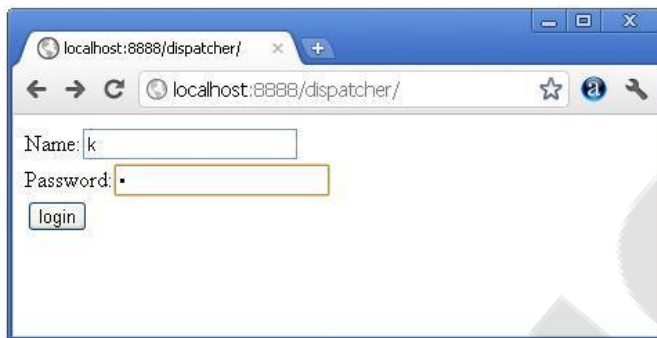 localhost:8888/dispatcher/
localhost:8888/dispatcher/
Name: k
Password: •
login